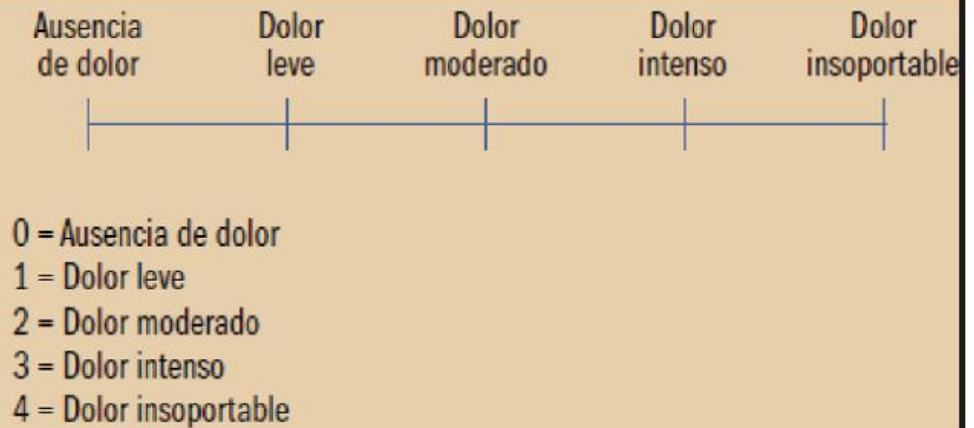 Ausencia de dolor
Dolor leve
Dolor moderado
Dolor intenso
Dolor insoportable
0 = Ausencia de dolor
1 = Dolor leve
2 = Dolor moderado
3 = Dolor intenso
4 = Dolor insoportable